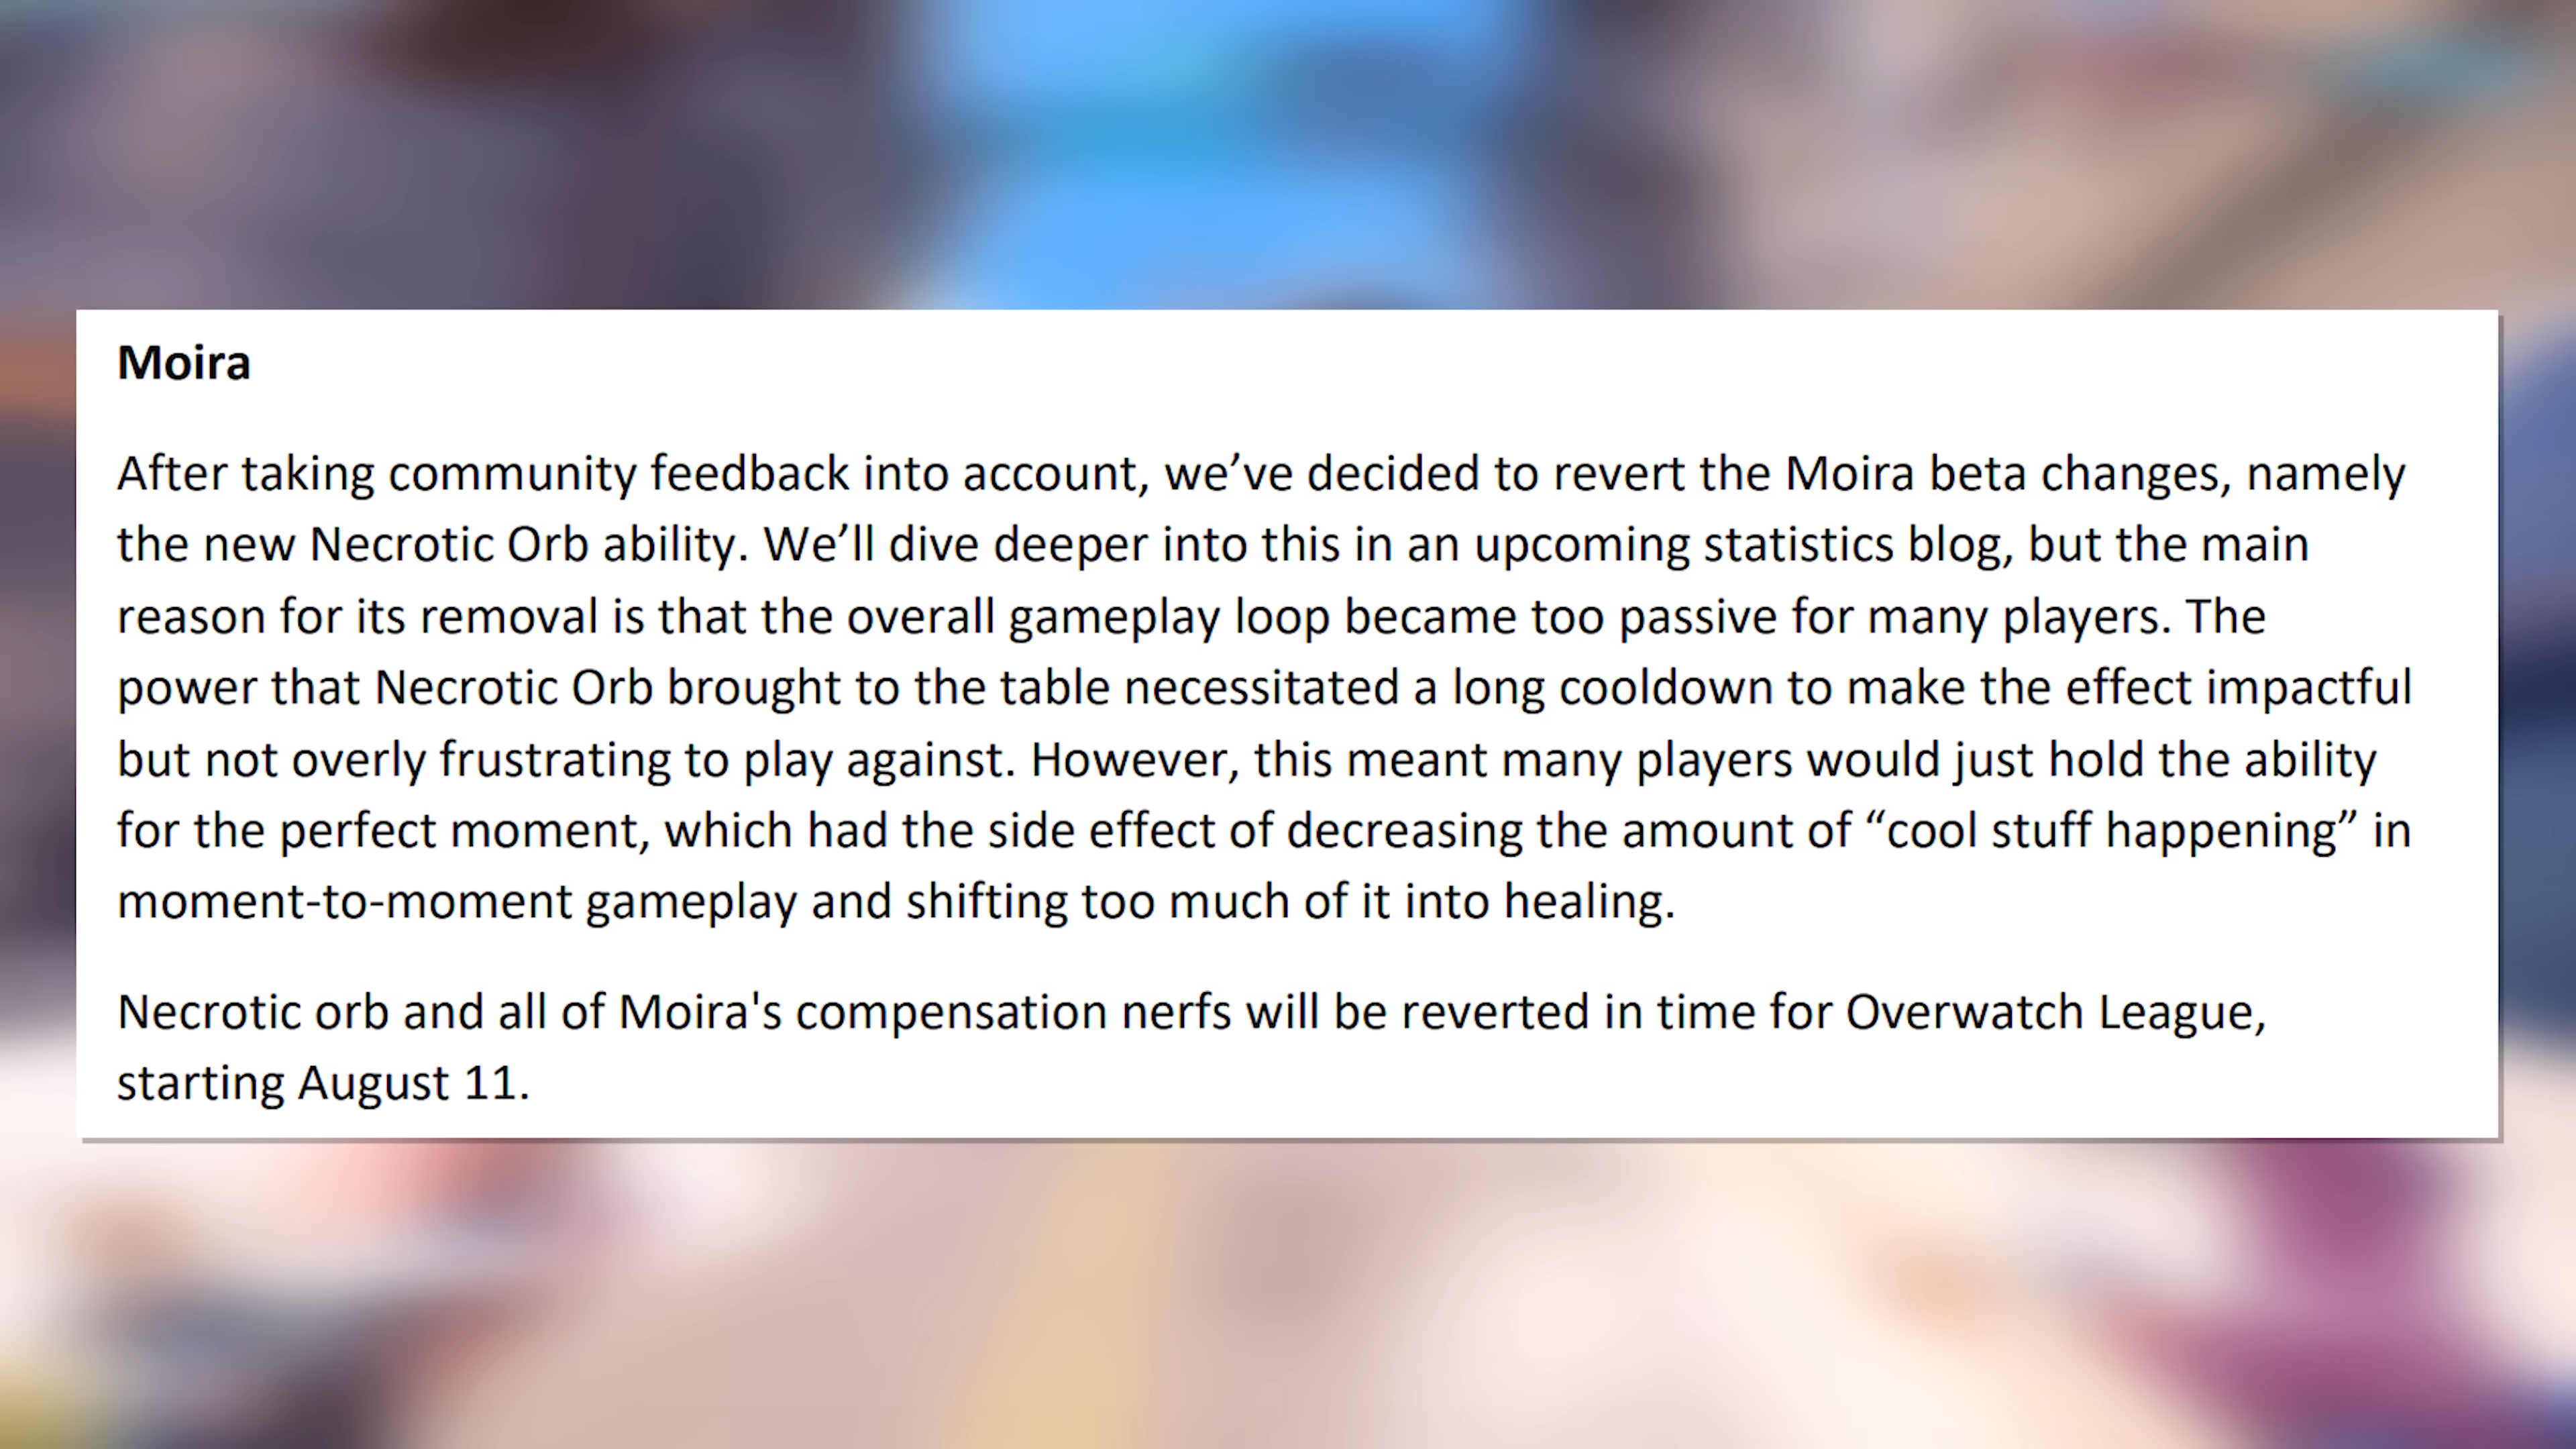 Moira
After taking community feedback into account, we’ve decided to revert the Moira beta changes, namely
the new Necrotic Orb ability. We’ll dive deeper into this in an upcoming statistics blog, but the main
reason for its removal is that the overall gameplay loop became too passive for many players. The
power that Necrotic Orb brought to the table necessitated a long cooldown to make the effect impactful
but not overly frustrating to play against. However, this meant many players would just hold the ability
for the perfect moment, which had the side effect of decreasing the amount of “cool stuff happening” in
moment-to-moment gameplay and shifting too much of it into healing.
Necrotic orb and all of Moira's compensation nerfs will be reverted in time for Overwatch League,
starting August 11.